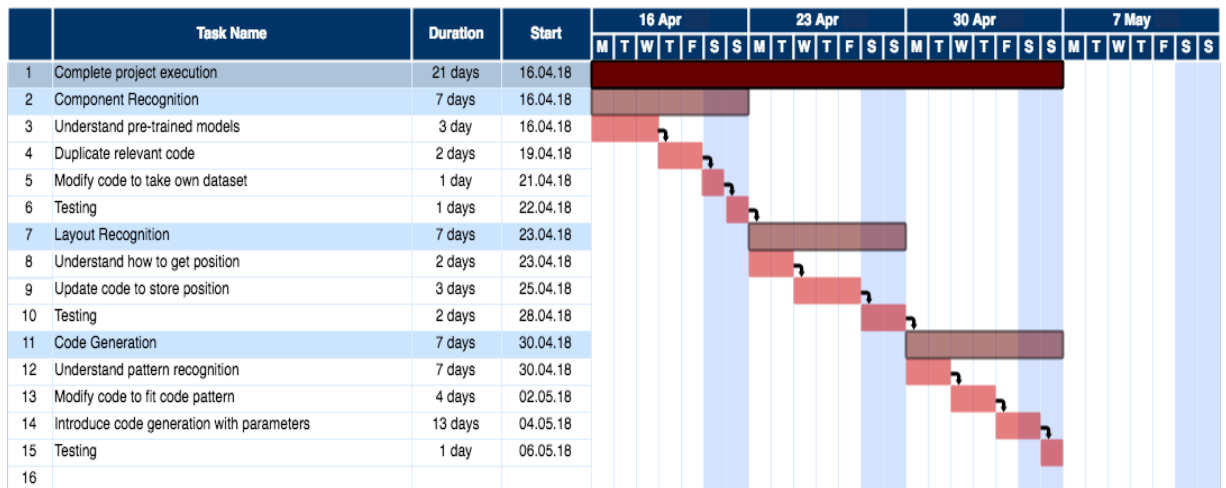 Task Name Duration Start 16 Apr 23 Apr 30 Apr 7 May
M T W T F S S M T W T F S S M T W T F S S M T W T F S S
1 Complete project execution 21 days 16.04.18
2 Component Recognition 7 days 16.04.18
3 Understand pre-trained models 3 day 16.04.18
4 Duplicate relevant code 2 days 19.04.18
5 Modify code to take own dataset 1 day 21.04.18
6 Testing 1 days 22.04.18
7 Layout Recognition 7 days 23.04.18
8 Understand how to get position 2 days 23.04.18
9 Update code to store position 3 days 25.04.18
10 Testing 2 days 28.04.18
11 Code Generation 7 days 30.04.18
12 Understand pattern recognition 7 days 30.04.18
13 Modify code to fit code pattern 4 days 02.05.18
14 Introduce code generation with parameters 13 days 04.05.18
15 Testing 1 day 06.05.18
16